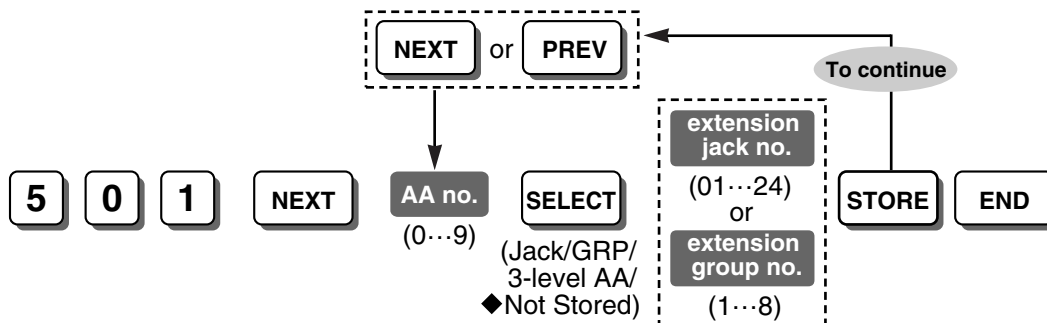 NEXT or PREV
To continue
5 0 1 NEXT
AA no.
(0···9)
SELECT
(Jack/GRP/
3-level AA/
◆Not Stored)
extension
jack no.
(01···24)
or
extension
group no.
(1···8)
STORE END